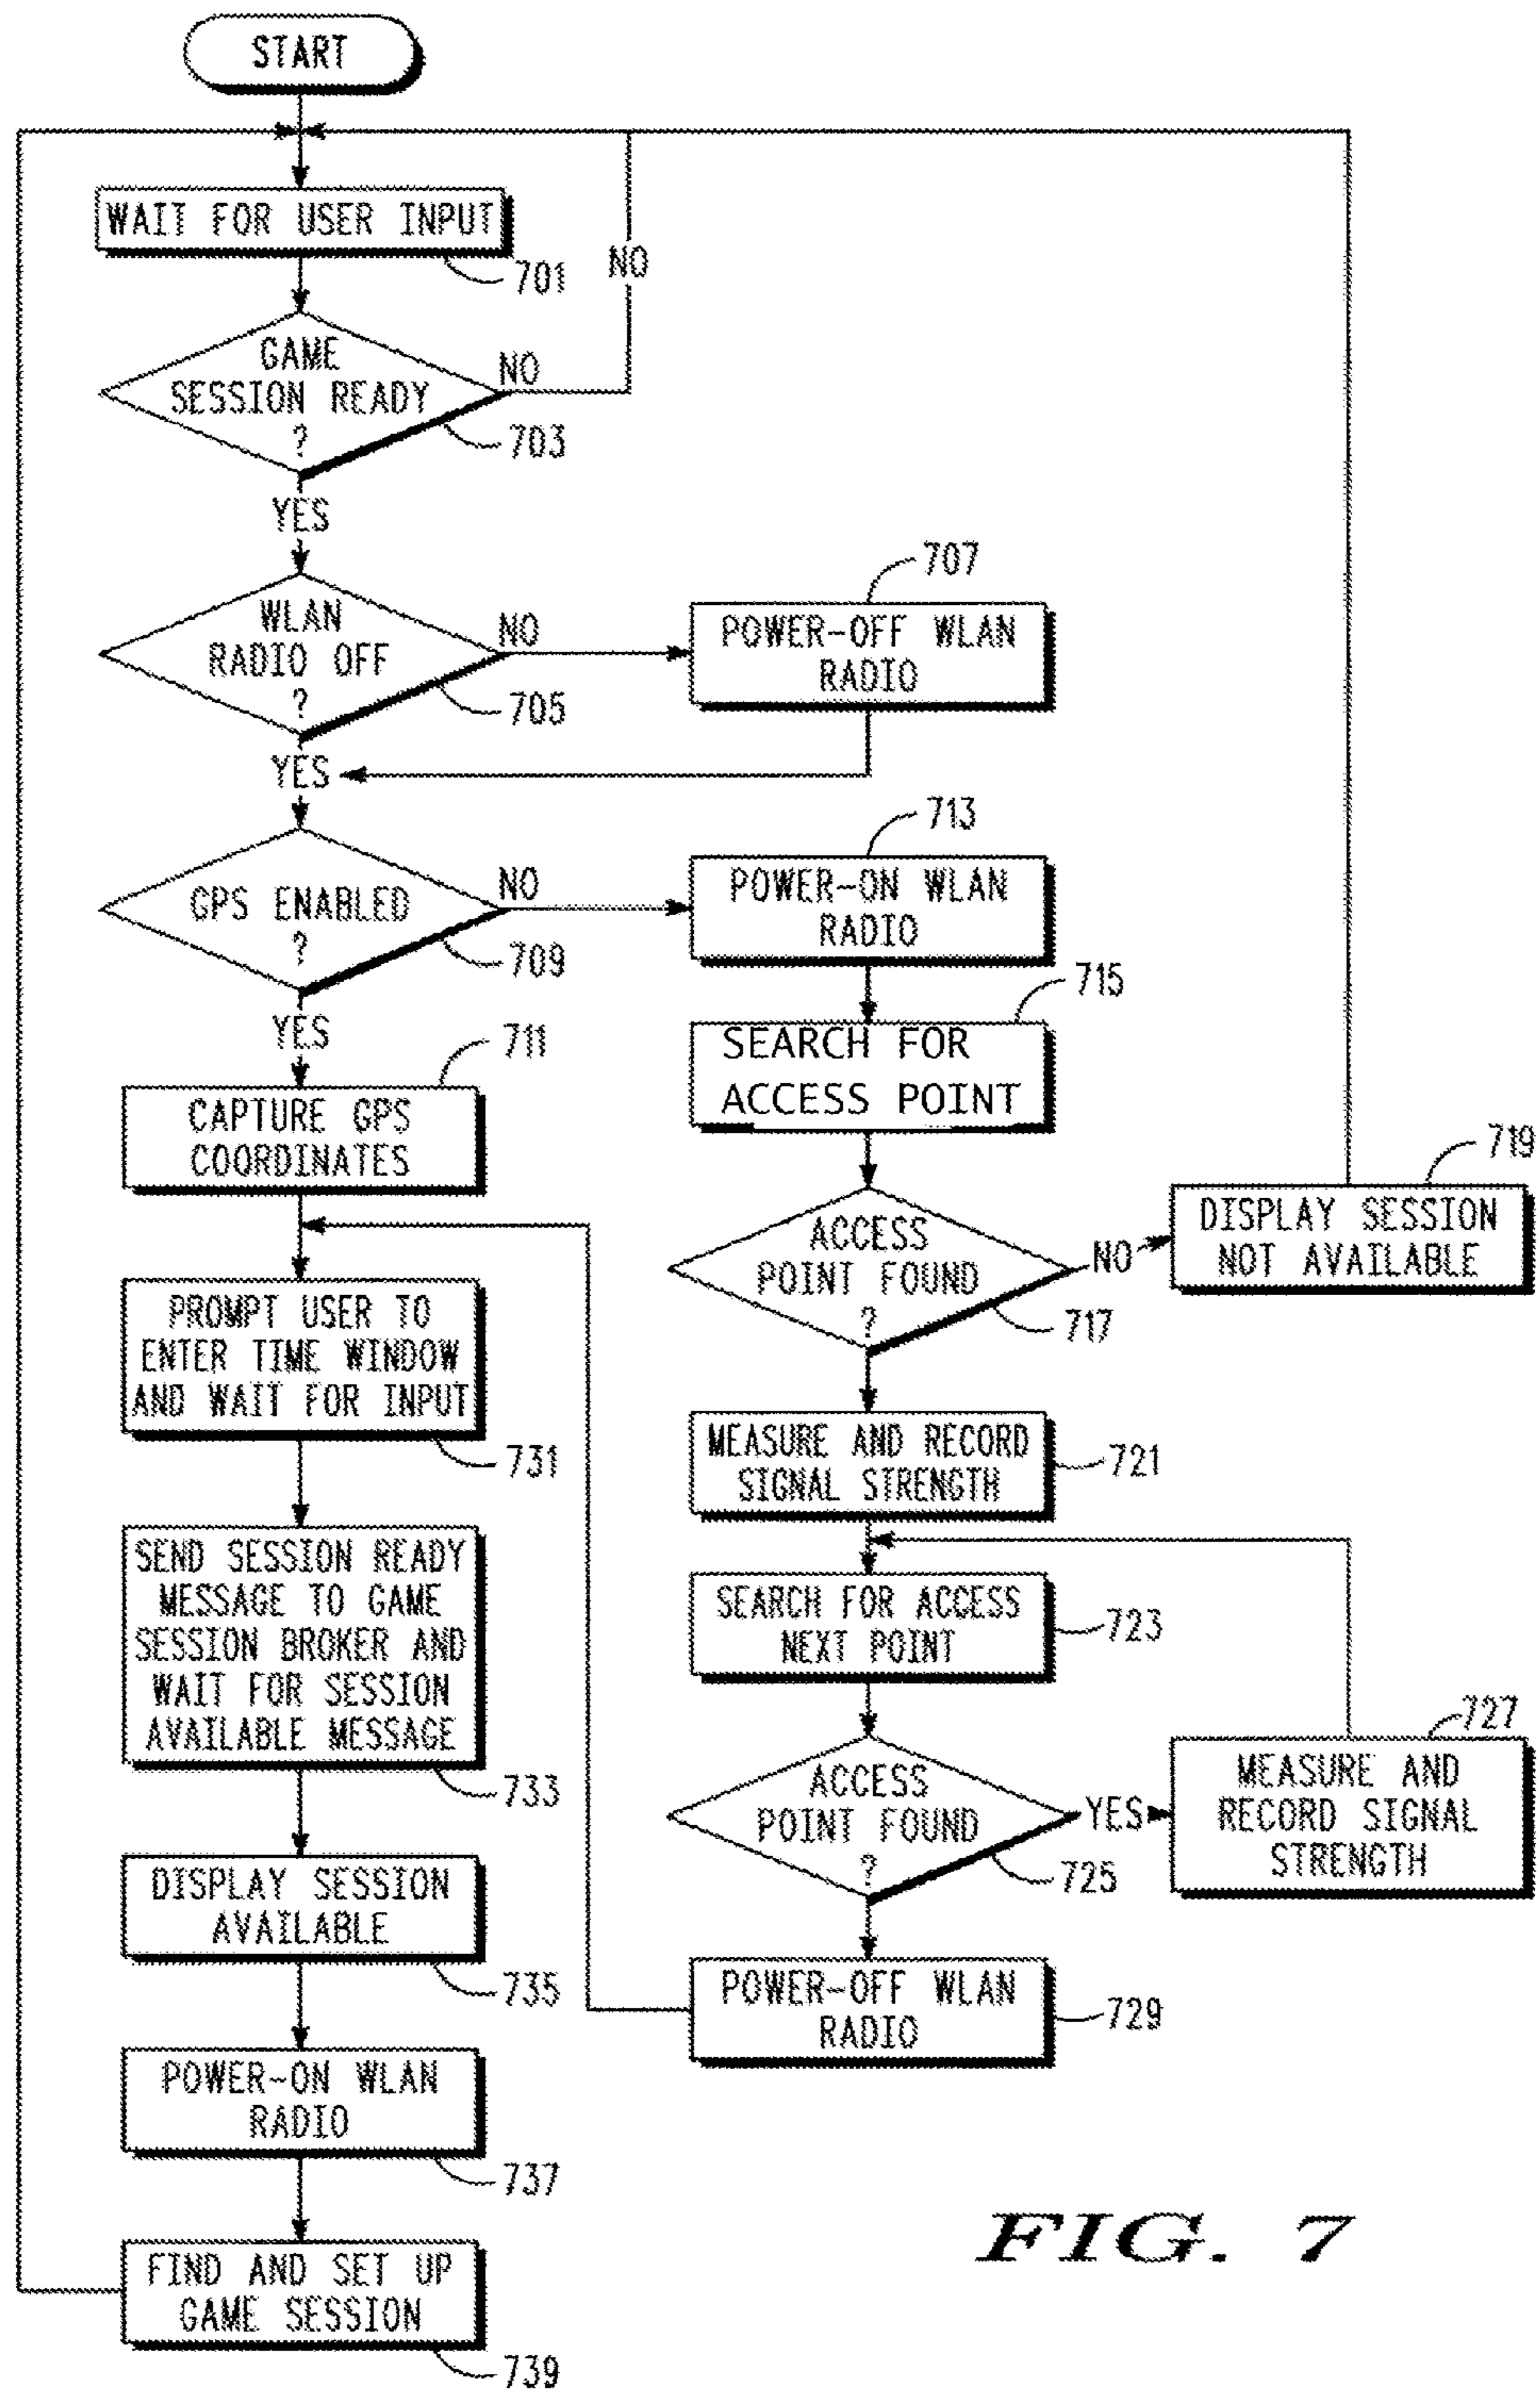 START
WAIT FOR USER INPUT
701
NO
GAME
SESSION READY
?
NO
703
YES
WLAN
RADIO OFF
?
NO
705
707
POWER-OFF WLAN
RADIO
YES
GPS ENABLED
?
NO
709
713
POWER-ON WLAN
RADIO
YES
711
CAPTURE GPS
COORDINATES
715
SEARCH FOR
ACCESS POINT
ACCESS
POINT FOUND
?
717
NO
719
DISPLAY SESSION
NOT AVAILABLE
PROMPT USER TO
ENTER TIME WINDOW
AND WAIT FOR INPUT
731
MEASURE AND RECORD
SIGNAL STRENGTH
721
SEND SESSION READY
MESSAGE TO GAME
SESSION BROKER AND
WAIT FOR SESSION
AVAILABLE MESSAGE
733
SEARCH FOR ACCESS
NEXT POINT
723
ACCESS
POINT FOUND
?
725
YES
727
MEASURE AND
RECORD SIGNAL
STRENGTH
DISPLAY SESSION
AVAILABLE
735
POWER-OFF WLAN
RADIO
729
POWER-ON WLAN
RADIO
737
FIND AND SET UP
GAME SESSION
739
FIG. 7